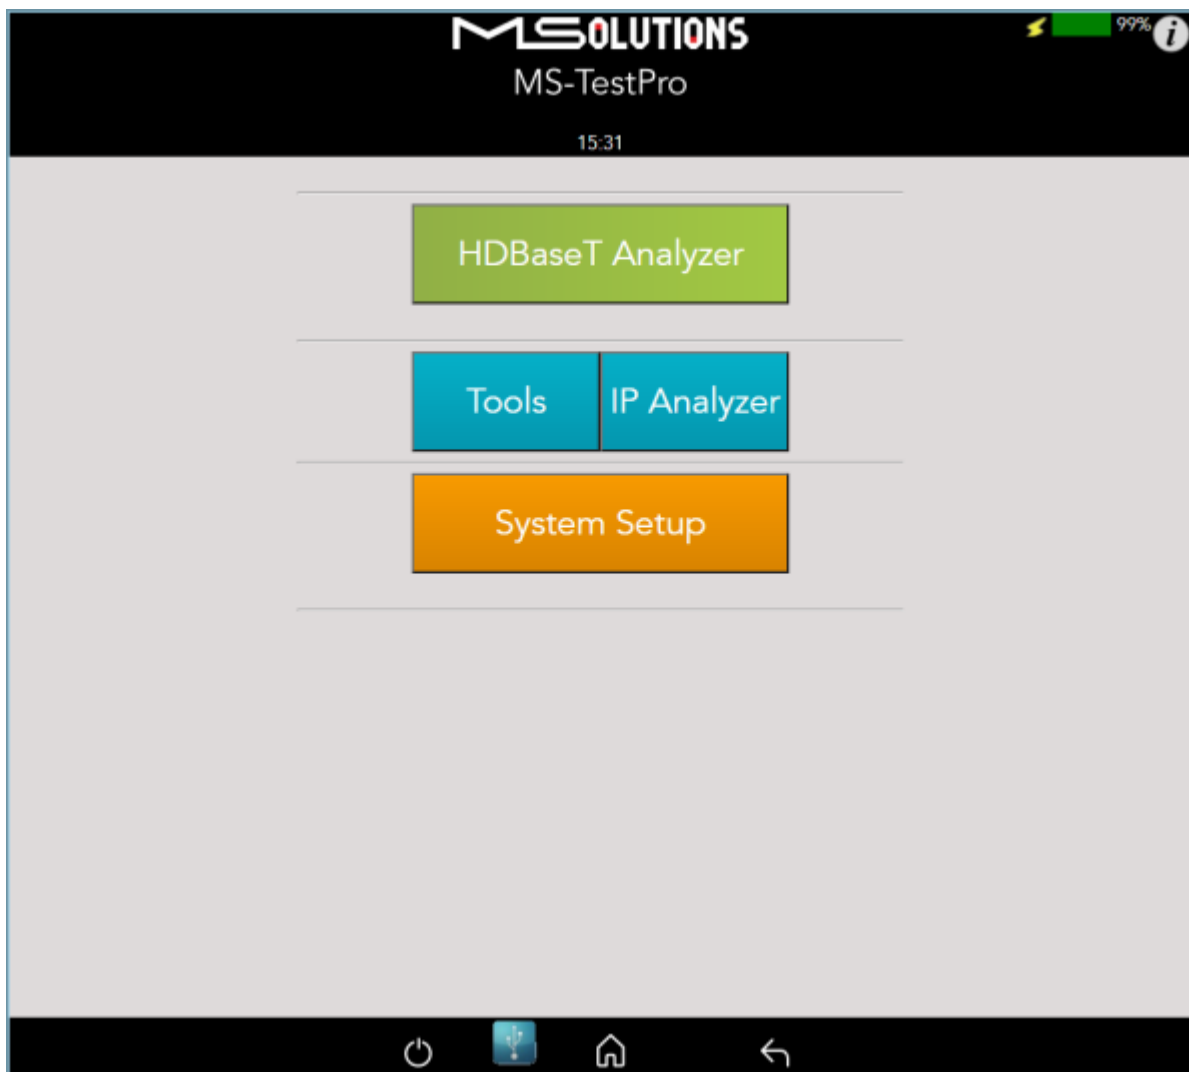 MSOLUTIONS
99%
i
MS-TestPro
15:31
HDBaseT Analyzer
Tools
IP Analyzer
System Setup